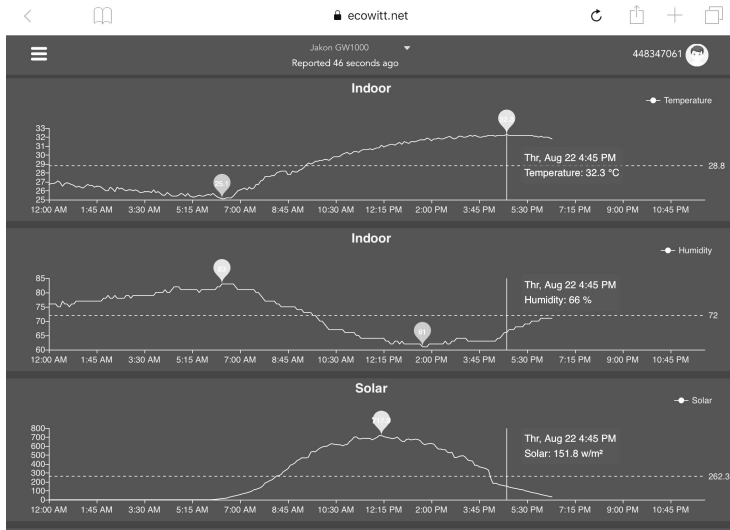 ecowitt.net
Jakon GW1000
Reported 46 seconds ago
448347061
Indoor
Temperature
33
32
31
30
29
28
27
26
25
25.1
Thr, Aug 22 4:45 PM
Temperature: 32.3 °C
28.8
12:00 AM 1:45 AM 3:30 AM 5:15 AM 7:00 AM 8:45 AM 10:30 AM 12:15 PM 2:00 PM 3:45 PM 5:30 PM 7:15 PM 9:00 PM 10:45 PM
Indoor
Humidity
85
80
75
70
65
60
61
Thr, Aug 22 4:45 PM
Humidity: 66 %
72
12:00 AM 1:45 AM 3:30 AM 5:15 AM 7:00 AM 8:45 AM 10:30 AM 12:15 PM 2:00 PM 3:45 PM 5:30 PM 7:15 PM 9:00 PM 10:45 PM
Solar
Solar
800
700
600
500
400
300
200
100
0
Thr, Aug 22 4:45 PM
Solar: 151.8 w/m²
262.3
12:00 AM 1:45 AM 3:30 AM 5:15 AM 7:00 AM 8:45 AM 10:30 AM 12:15 PM 2:00 PM 3:45 PM 5:30 PM 7:15 PM 9:00 PM 10:45 PM